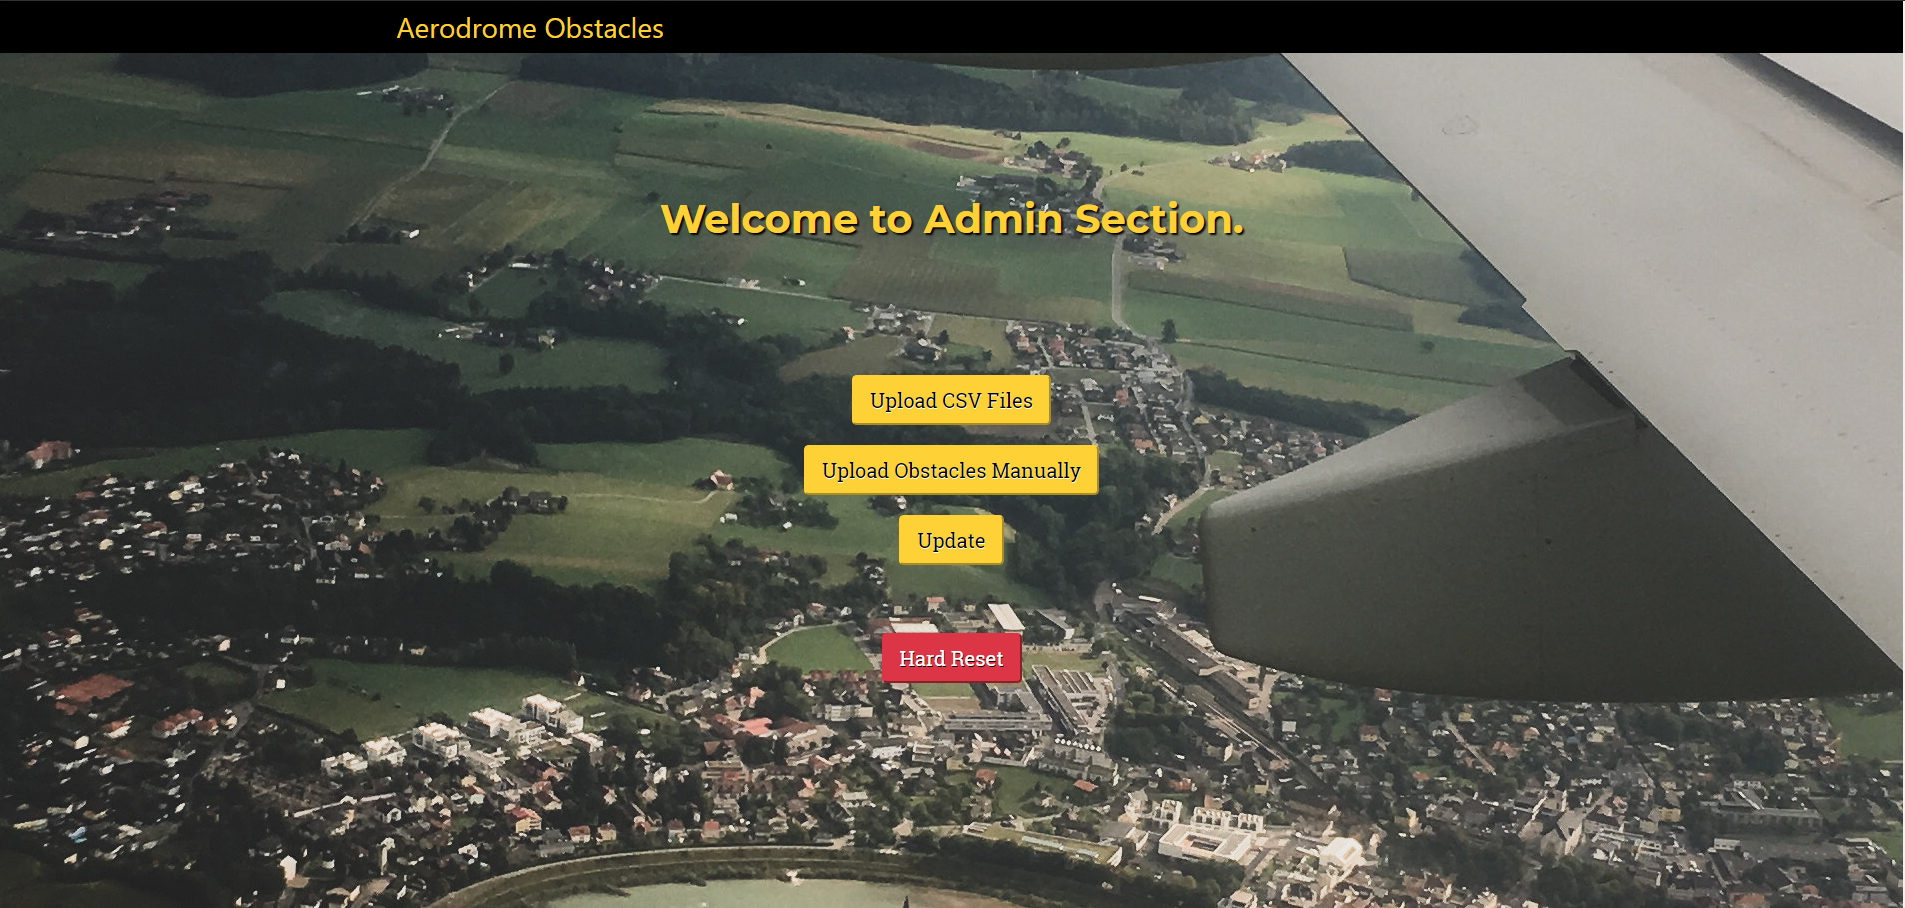 Aerodrome Obstacles
Welcome to Admin Section.
Upload CSV Files
Upload Obstacles Manually
Update
Hard Reset